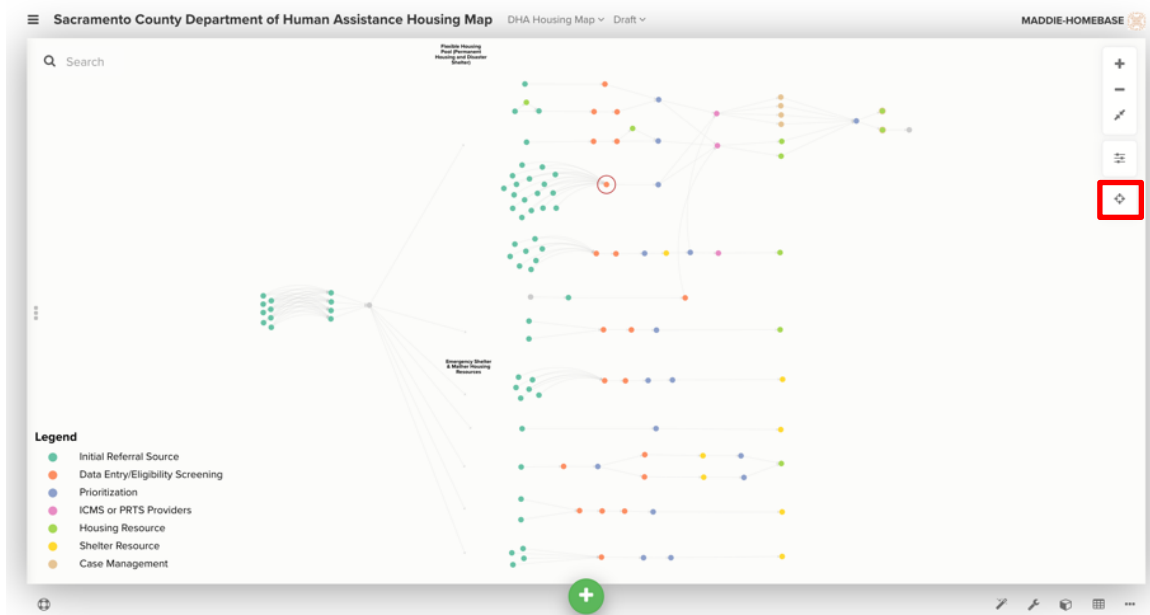 Sacramento County Department of Human Assistance Housing Map DHA Housing Map Draft MADDIE-HOMEBASE
Search
Flexible Housing
Pool (Permanent
Housing and Disaster
Shelter)
Emergency Shelter
& Mather Housing
Resources
Legend
Initial Referral Source
Data Entry/Eligibility Screening
Prioritization
ICMS or PRTS Providers
Housing Resource
Shelter Resource
Case Management